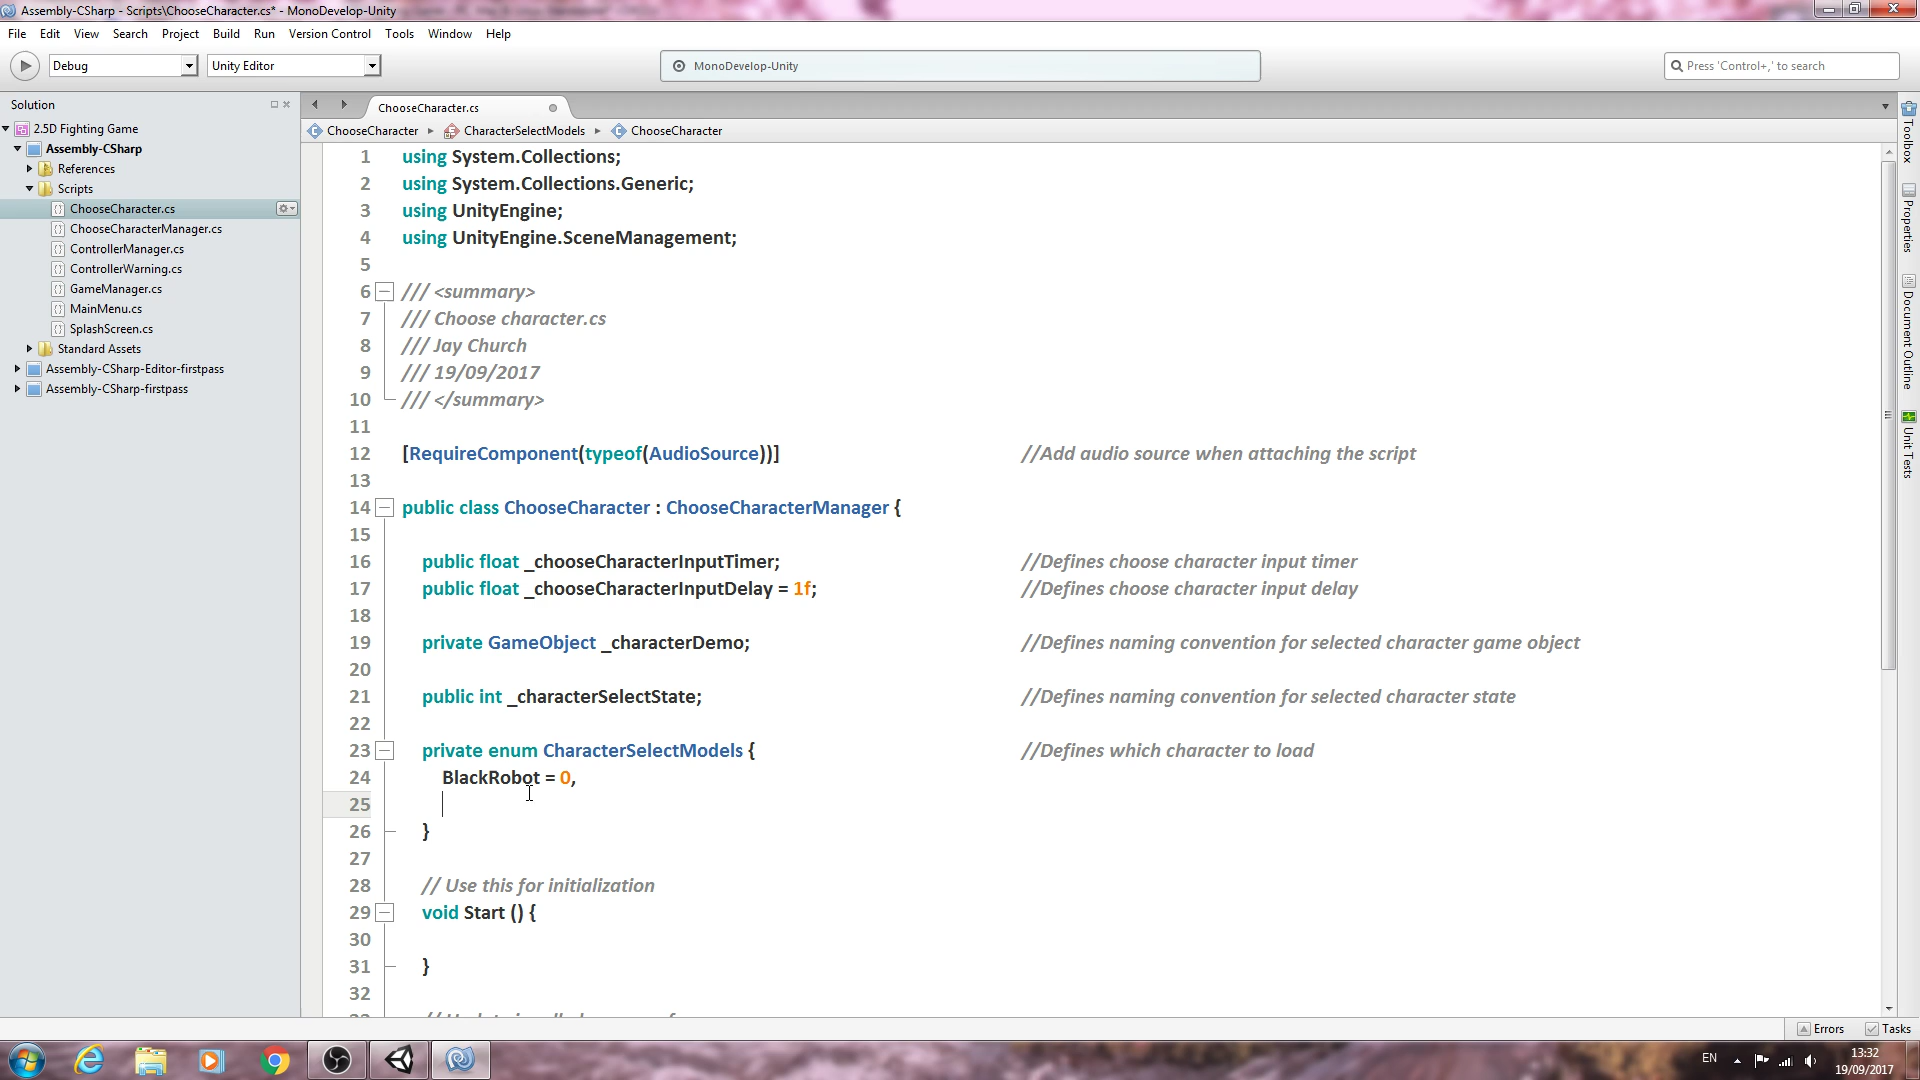 Assembly-CSharp - Scripts\ChooseCharacter.cs* - MonoDevelop-Unity
File Edit View Search Project Build Run Version Control Tools Window Help
Debug Unity Editor MonoDevelop-Unity Press 'Control+,' to search
Solution
2.5D Fighting Game
Assembly-CSharp
References
Scripts
ChooseCharacter.cs
ChooseCharacterManager.cs
ControllerManager.cs
ControllerWarning.cs
GameManager.cs
MainMenu.cs
SplashScreen.cs
Standard Assets
Assembly-CSharp-Editor-firstpass
Assembly-CSharp-firstpass
ChooseCharacter.cs
ChooseCharacter CharacterSelectModels ChooseCharacter
1 using System.Collections;
2 using System.Collections.Generic;
3 using UnityEngine;
4 using UnityEngine.SceneManagement;
5
6 /// <summary>
7 /// Choose character.cs
8 /// Jay Church
9 /// 19/09/2017
10 /// </summary>
11
12 [RequireComponent(typeof(AudioSource))] //Add audio source when attaching the script
13
14 public class ChooseCharacter : ChooseCharacterManager {
15
16 public float _chooseCharacterInputTimer; //Defines choose character input timer
17 public float _chooseCharacterInputDelay = 1f; //Defines choose character input delay
18
19 private GameObject _characterDemo; //Defines naming convention for selected character game object
20
21 public int _characterSelectState; //Defines naming convention for selected character state
22
23 private enum CharacterSelectModels { //Defines which character to load
24 BlackRobot = 0,
25
26 }
27
28 // Use this for initialization
29 void Start () {
30
31 }
32
Toolbox
Properties
Document Outline
Unit Tests
Errors Tasks
EN
13:32
19/09/2017